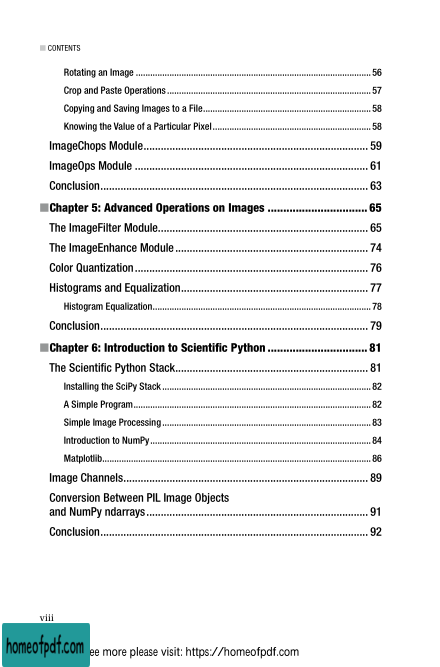 CONTENTS
Rotating an Image ........ 56
Crop and Paste Operations ........ 57
Copying and Saving Images to a File ........ 58
Knowing the Value of a Particular Pixel ........ 58
ImageChops Module ........ 59
ImageOps Module ........ 61
Conclusion ........ 63
Chapter 5: Advanced Operations on Images ........ 65
The ImageFilter Module ........ 65
The ImageEnhance Module ........ 74
Color Quantization ........ 76
Histograms and Equalization ........ 77
Histogram Equalization ........ 78
Conclusion ........ 79
Chapter 6: Introduction to Scientific Python ........ 81
The Scientific Python Stack ........ 81
Installing the SciPy Stack ........ 82
A Simple Program ........ 82
Simple Image Processing ........ 83
Introduction to NumPy ........ 84
Matplotlib ........ 86
Image Channels ........ 89
Conversion Between PIL Image Objects
and NumPy ndarrays ........ 91
Conclusion ........ 92
viii
homeofpdf.com
ee more please visit: https://homeofpdf.com